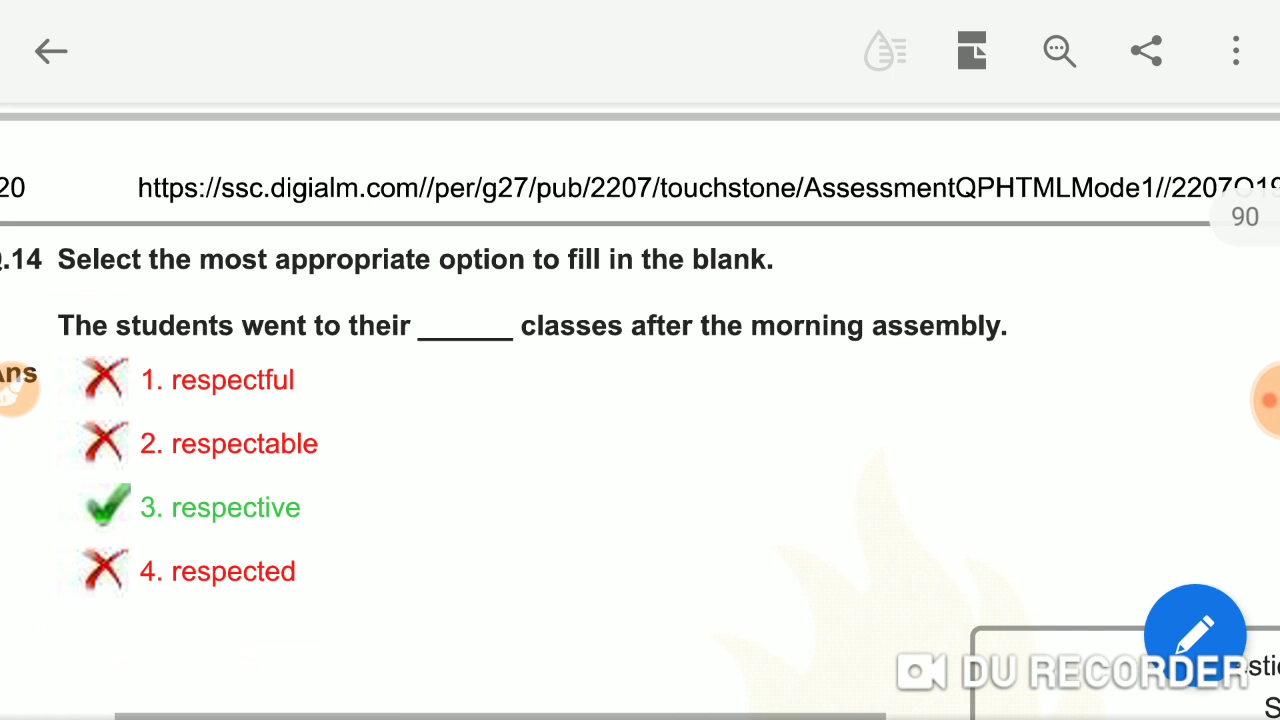 20 https://ssc.digialm.com//per/g27/pub/2207/touchstone/AssessmentQPHTMLMode1//2207O19
90
.14 Select the most appropriate option to fill in the blank.
The students went to their ______ classes after the morning assembly.
Ans
1. respectful
2. respectable
3. respective
4. respected
DU RECORDER